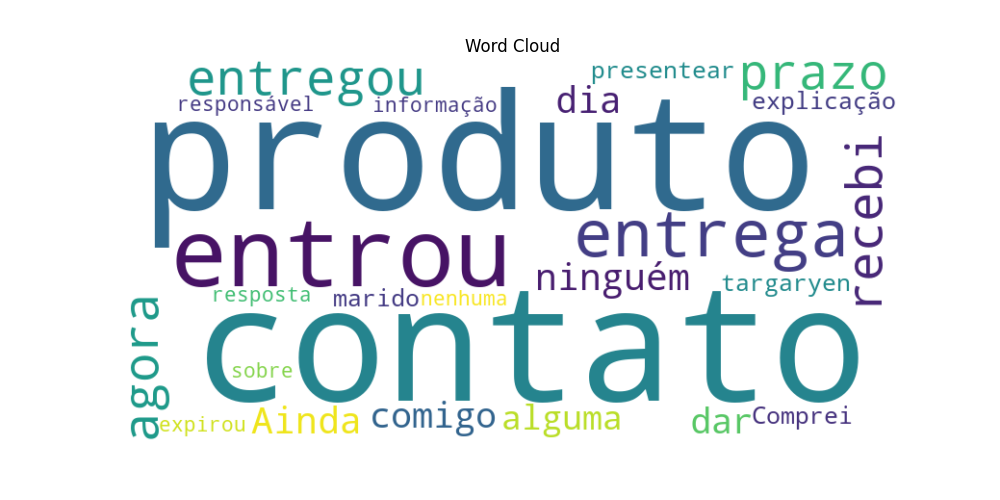 Word Cloud
entregou
presentear
prazo
responsável
informação
dia
explicação
produto
recebi
entrou
entrega
ninguém
targaryen
resposta
marido
nenhuma
contato
agora
sobre
expirou
Ainda
comigo
alguma
dar
Comprei